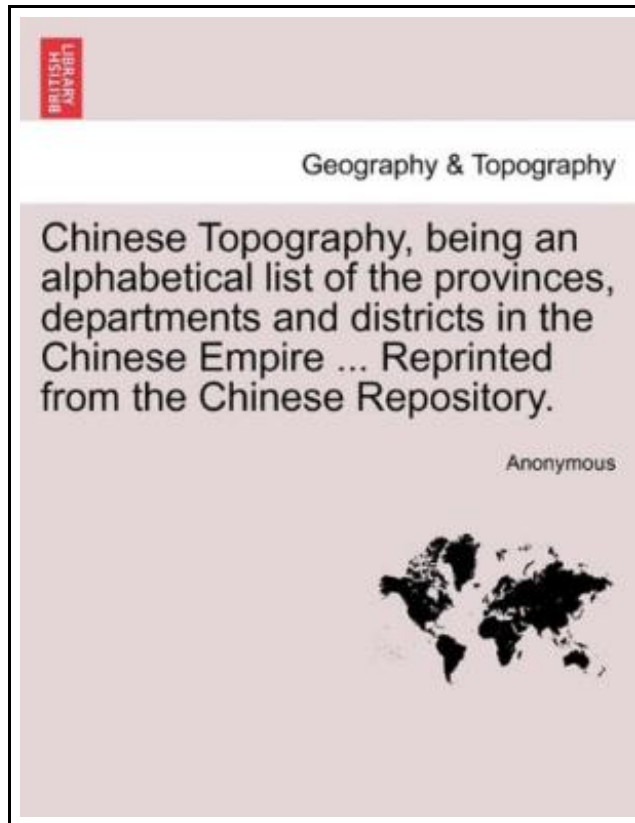 BRITISH
LIBRARY
Geography & Topography
Chinese Topography, being an
alphabetical list of the provinces,
departments and districts in the
Chinese Empire ... Reprinted
from the Chinese Repository.
Anonymous